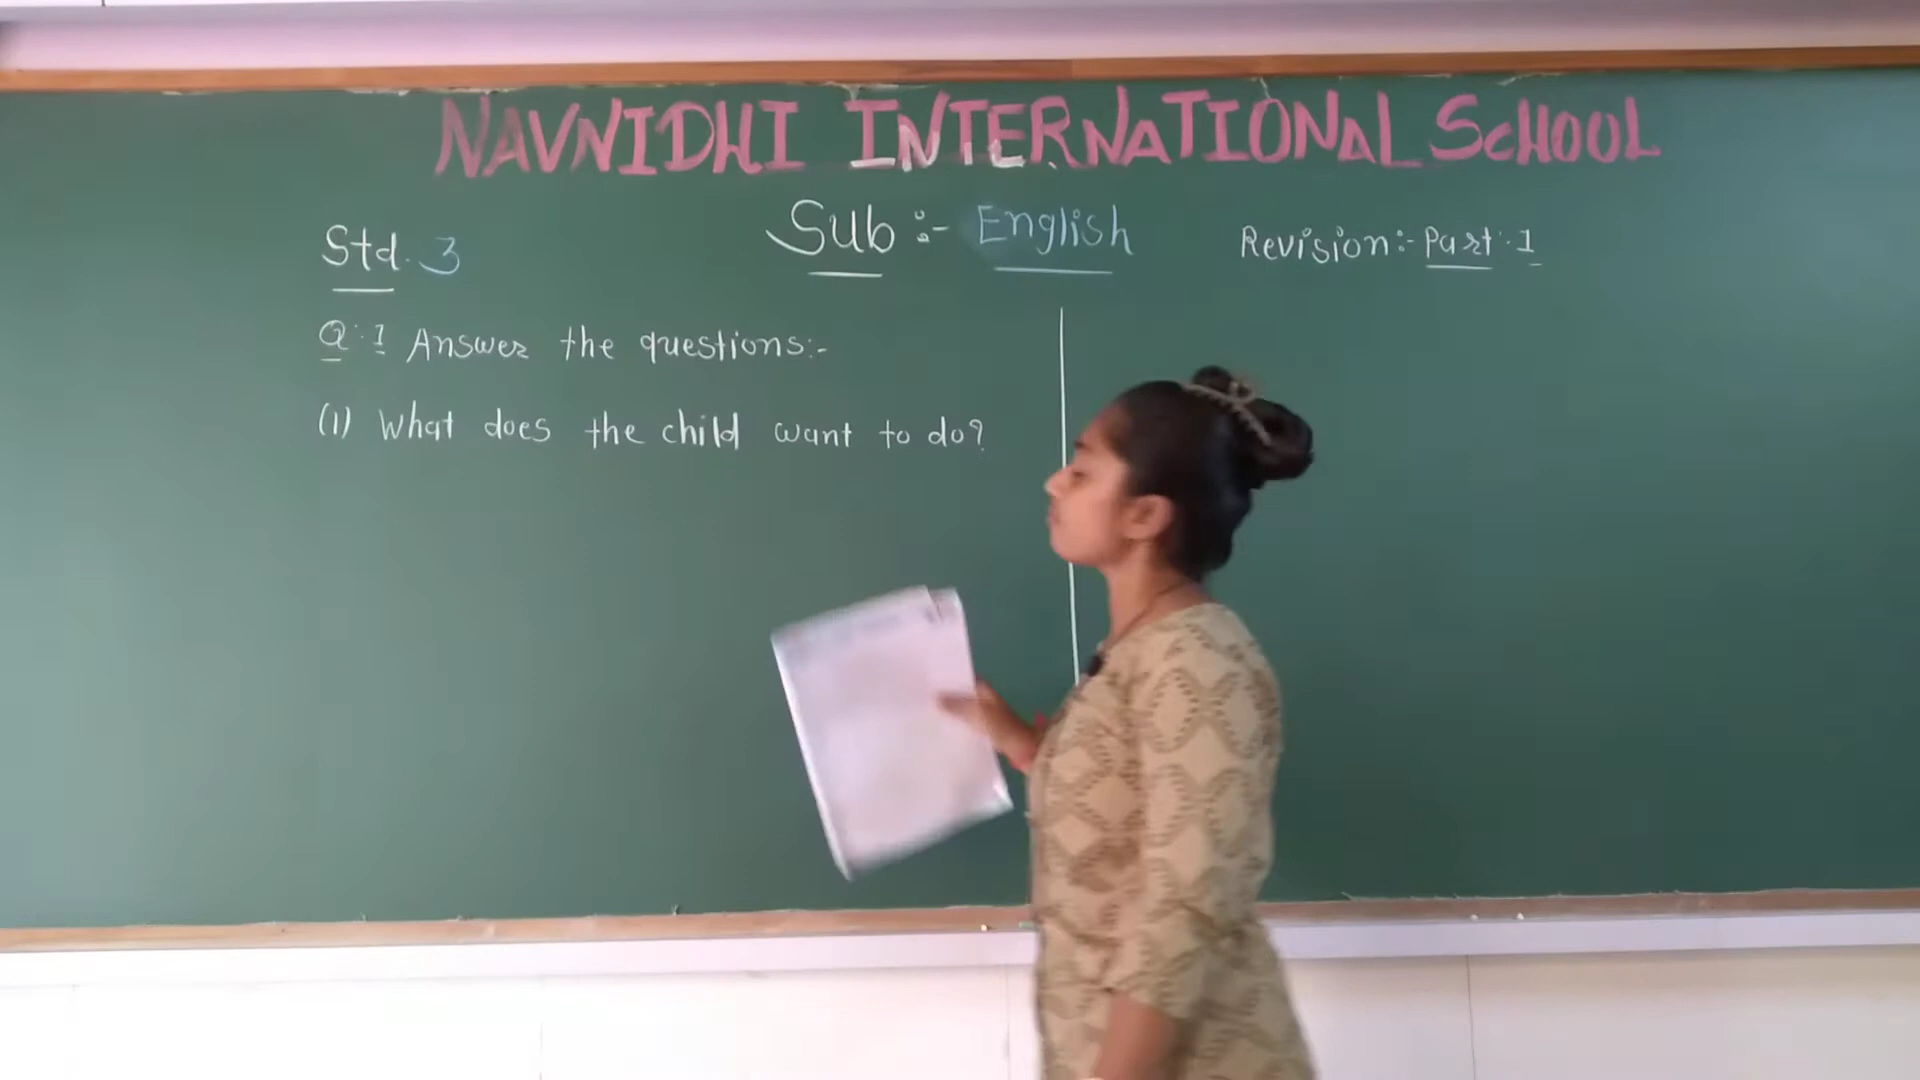 NAVNIDHI INTERNATIONAL SCHOOL
Std. 3 Sub :- English Revision:- Part : 1
Q : 1 Answer the questions:-
(1) What does the child want to do?